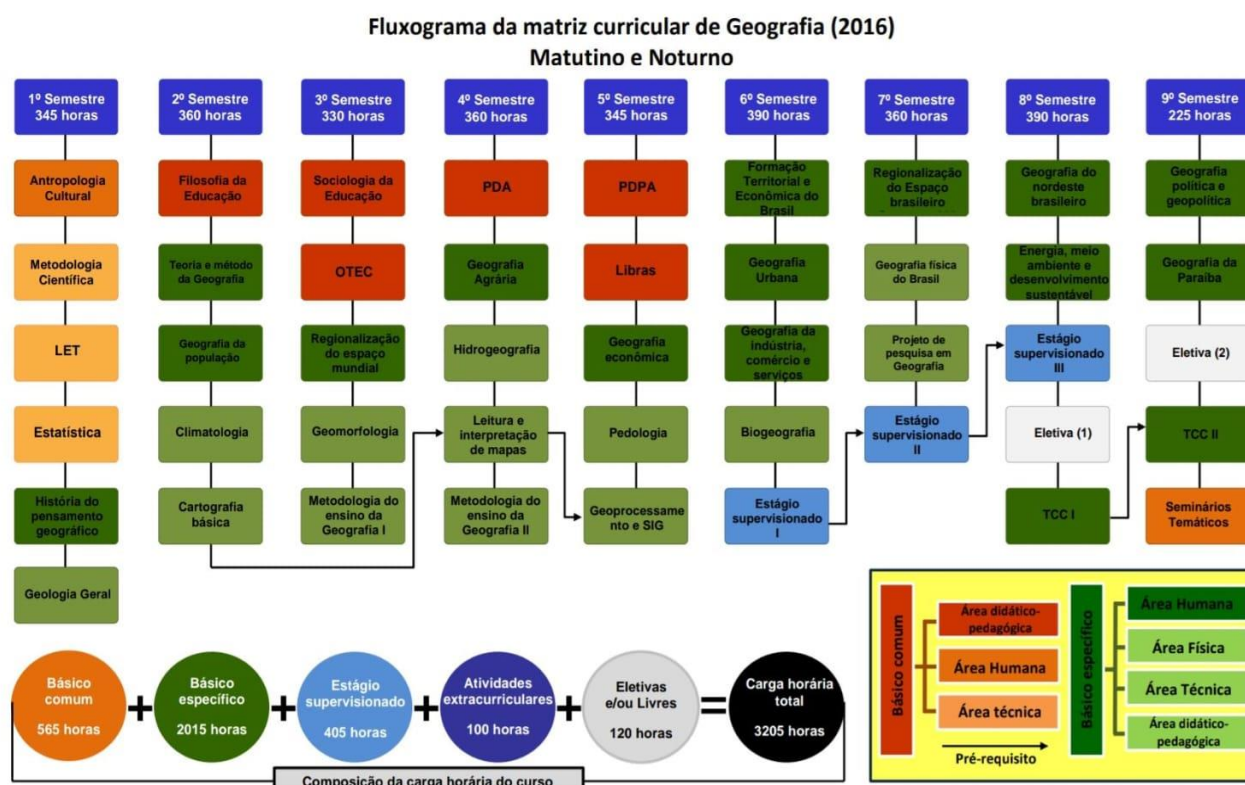 Fluxograma da matriz curricular de Geografia (2016)
Matutino e Noturno
1º Semestre
345 horas
Antropologia
Cultural
Metodologia
Científica
LET
Estatística
História do
pensamento
geográfico
Geologia Geral
2º Semestre
360 horas
Filosofia da
Educação
Teoria e método
da Geografia
Geografia da
população
Climatologia
Cartografia
básica
3º Semestre
330 horas
Sociologia da
Educação
OTEC
Regionalização
do espaço
mundial
Geomorfologia
Metodologia do
ensino da
Geografia I
4º Semestre
360 horas
PDA
Geografia
Agrária
Hidrogeografia
Leitura e
interpretação
de mapas
Metodologia do
ensino da
Geografia II
5º Semestre
345 horas
PDPA
Libras
Geografia
econômica
Pedologia
Geoprocessame
nto e SIG
6º Semestre
390 horas
Formação
Territorial e
Econômica do
Brasil
Geografia
Urbana
Geografia da
indústria,
comércio e
serviços
Biogeografia
Estágio
supervisionado
I
7º Semestre
360 horas
Regionalização
do Espaço
brasileiro
Geografia física
do Brasil
Projeto de
pesquisa em
Geografia
Estágio
supervisionado
II
8º Semestre
390 horas
Geografia do
nordeste
brasileiro
Energia, meio
ambiente e
desenvolvimento
sustentável
Estágio
supervisionado
III
Eletiva (1)
TCC I
9º Semestre
225 horas
Geografia
política e
geopolítica
Geografia da
Paraíba
Eletiva (2)
TCC II
Seminários
Temáticos
Básico
comum
565 horas
+
Básico
específico
2015 horas
+
Estágio
supervisionado
405 horas
+
Atividades
extracurriculares
100 horas
+
Eletivas
e/ou Livres
120 horas
=
Carga horária
total
3205 horas
Composição da carga horária do curso
Básico comum
Área didático-
pedagógica
Área Humana
Área técnica
Pré-requisito
Básico específico
Área Humana
Área Física
Área Técnica
Área didático-
pedagógica